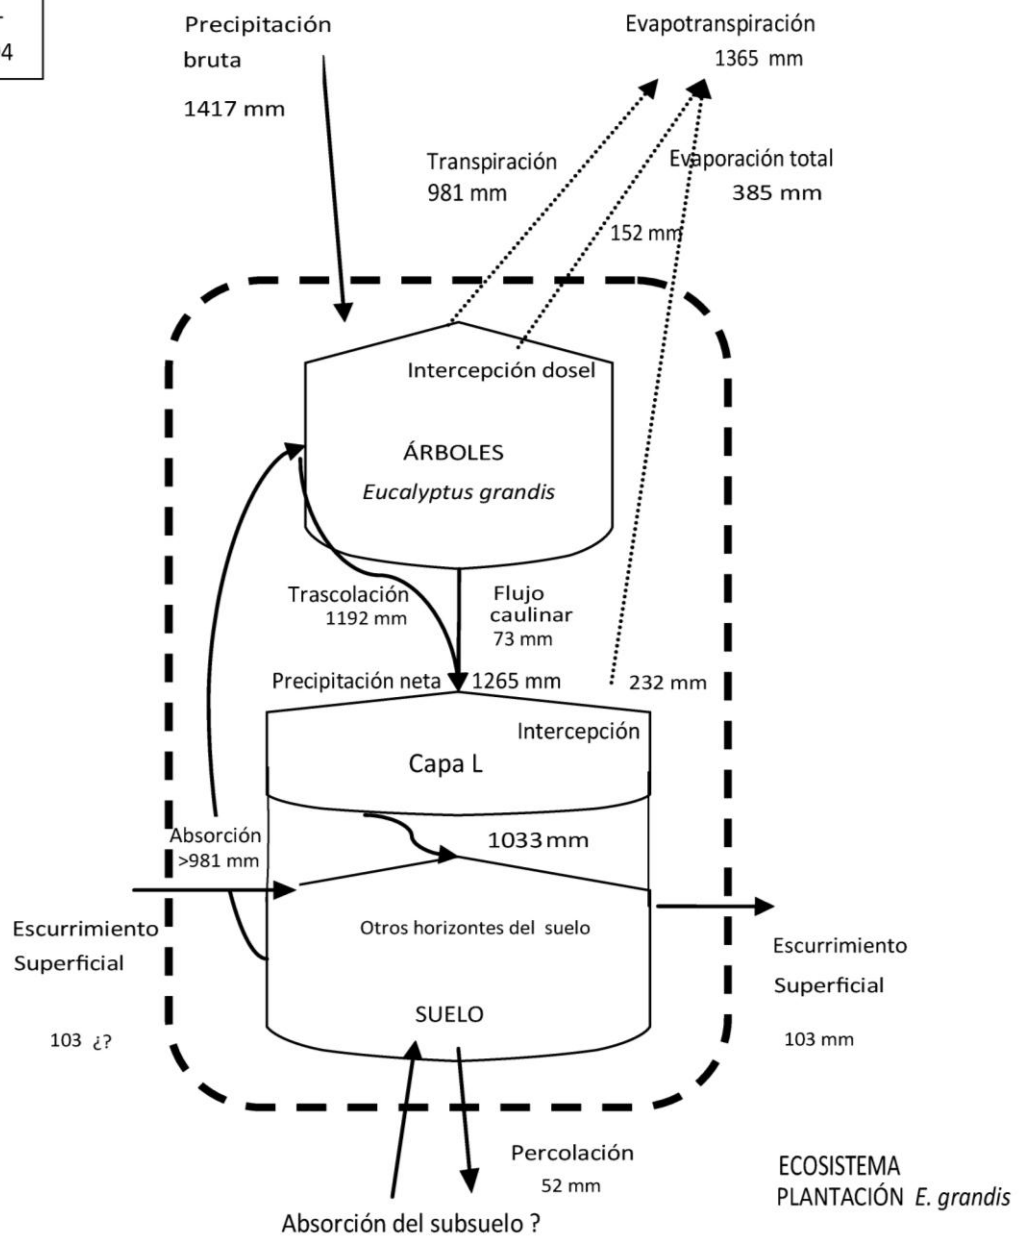 4
Precipitación
bruta
1417 mm
Evapotranspiración
1365 mm
Transpiración
981 mm
Evaporación total
385 mm
152 mm
Intercepción dosel
ÁRBOLES
Eucalyptus grandis
Trascolación
1192 mm
Flujo
caulinar
73 mm
Precipitación neta
1265 mm
232 mm
Intercepción
Capa L
1033 mm
Absorción
>981 mm
Escurrimiento
Superficial
103 ¿?
Otros horizontes del suelo
SUELO
Escurrimiento
Superficial
103 mm
Percolación
52 mm
Absorción del subsuelo ?
ECOSISTEMA
PLANTACIÓN E. grandis